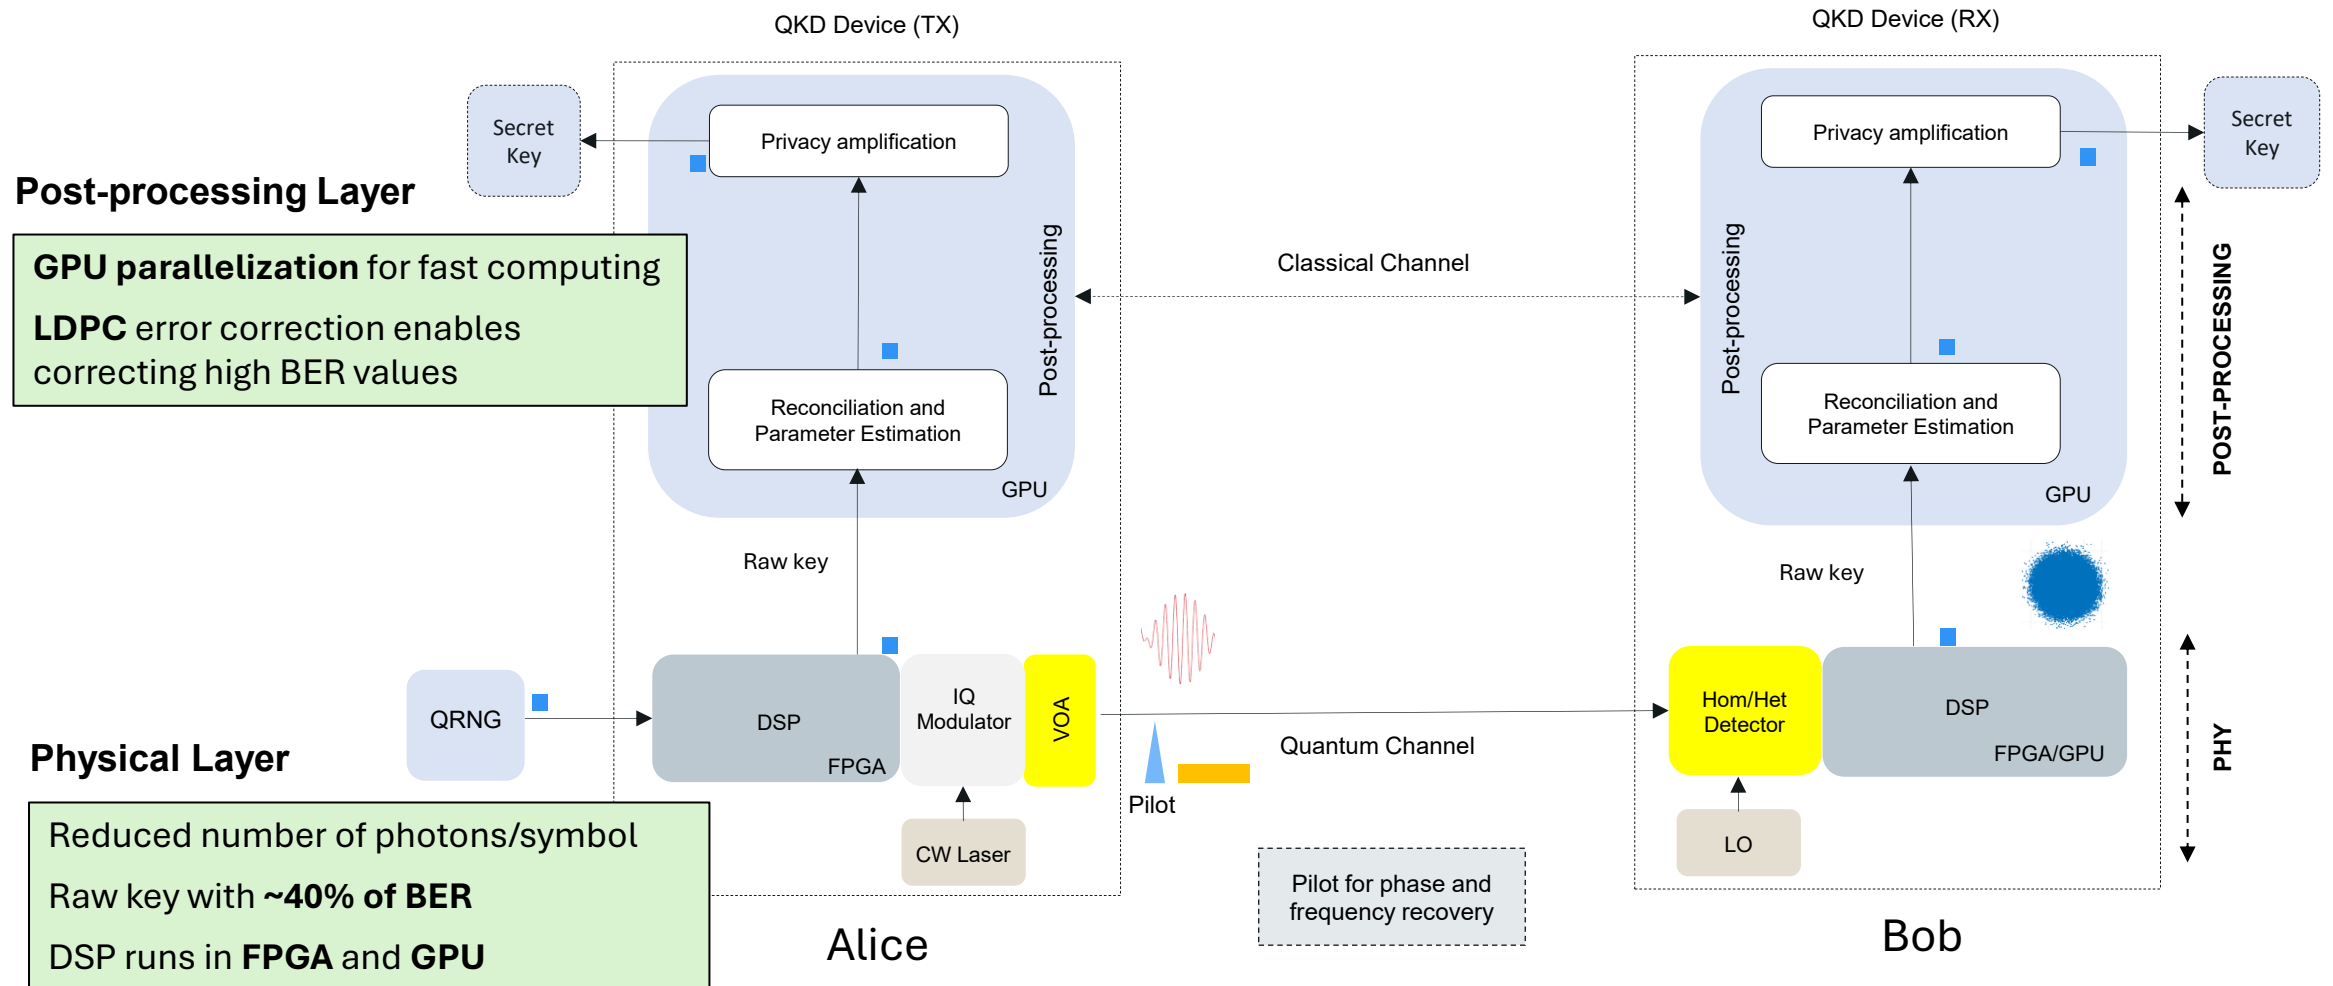 QKD Device (TX)
QKD Device (RX)
Secret
Key
Privacy amplification
Privacy amplification
Secret
Key
Post-processing Layer
GPU parallelization for fast computing
LDPC error correction enables
correcting high BER values
Post-processing
Classical Channel
Post-processing
POST-PROCESSING
Reconciliation and
Parameter Estimation
GPU
Reconciliation and
Parameter Estimation
GPU
Raw key
Raw key
QRNG
DSP
FPGA
IQ
Modulator
VOA
Quantum Channel
Pilot
Hom/Het
Detector
DSP
FPGA/GPU
PHY
Physical Layer
Reduced number of photons/symbol
Raw key with ~40% of BER
DSP runs in FPGA and GPU
CW Laser
LO
Pilot for phase and
frequency recovery
Alice
Bob